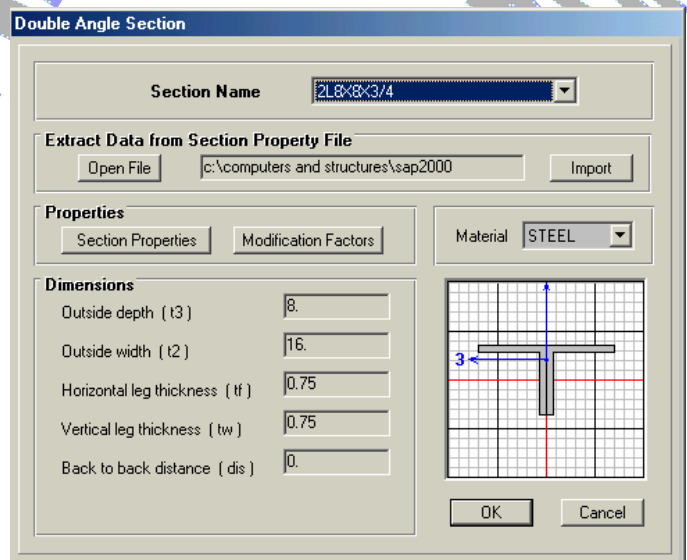 Double Angle Section
Section Name 2L8X8X3/4
Extract Data from Section Property File
Open File c:\computers and structures\sap2000 Import
Properties
Section Properties Modification Factors Material STEEL
Dimensions
Outside depth ( t3 ) 8.
Outside width ( t2 ) 16.
Horizontal leg thickness ( tf ) 0.75
Vertical leg thickness ( tw ) 0.75
Back to back distance ( dis ) 0.
3
OK Cancel